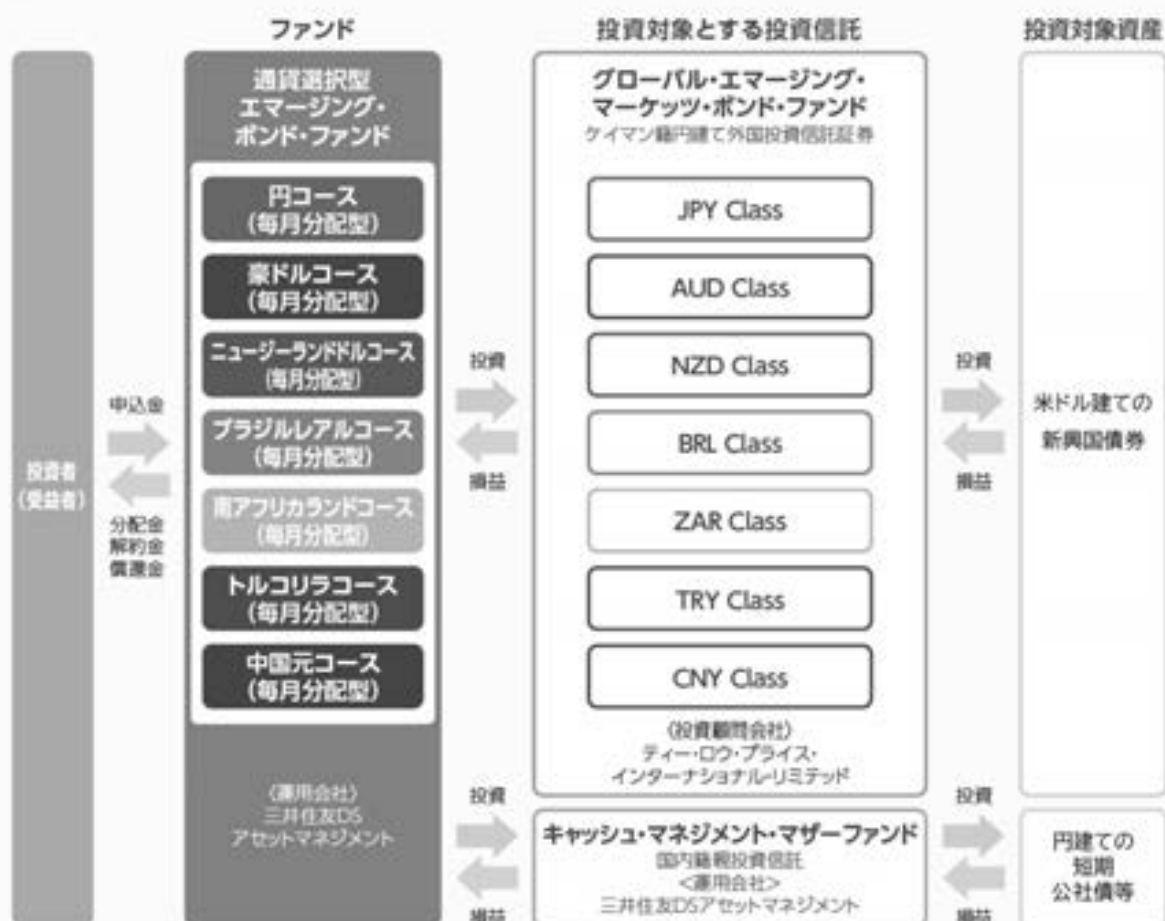 ファンド
投資対象とする投資信託
投資対象資産
投資者
(受益者)
申込金
分配金
解約金
償還金
通貨選択型
エマージング・
ボンド・ファンド
円コース
(毎月分配型)
豪ドルコース
(毎月分配型)
ニュージーランドドルコース
(毎月分配型)
ブラジルレアルコース
(毎月分配型)
南アフリカランドコース
(毎月分配型)
トルコリラコース
(毎月分配型)
中国元コース
(毎月分配型)
〈運用会社〉
三井住友DS
アセットマネジメント
投資
損益
投資
損益
グローバル・エマージング・
マーケッツ・ボンド・ファンド
ケイマン籍円建て外国投資信託証券
JPY Class
AUD Class
NZD Class
BRL Class
ZAR Class
TRY Class
CNY Class
〈投資顧問会社〉
ティー・ロウ・プライス・
インターナショナル・リミテッド
キャッシュ・マネジメント・マザーファンド
国内籍親投資信託
<運用会社>
三井住友DSアセットマネジメント
投資
損益
投資
損益
米ドル建ての
新興国債券
円建ての
短期
公社債等